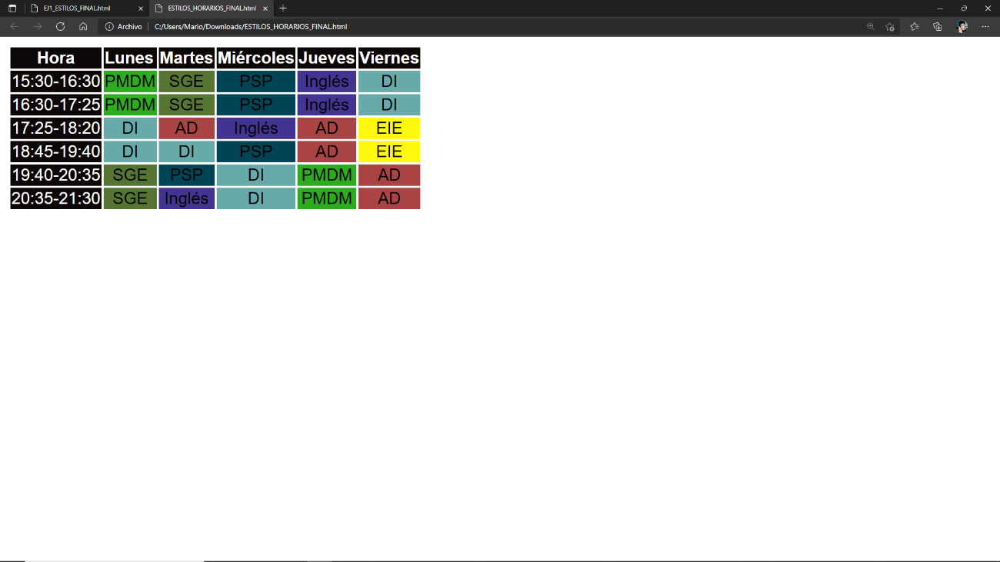 EJ1_ESTILOS_FINAL.html ESTILOS_HORARIOS_FINAL.html
Archivo C:/Users/Mario/Downloads/ESTILOS_HORARIOS_FINAL.html
Hora Lunes Martes Miércoles Jueves Viernes
15:30-16:30 PMDM SGE PSP Inglés DI
16:30-17:25 PMDM SGE PSP Inglés DI
17:25-18:20 DI AD Inglés AD EIE
18:45-19:40 DI DI PSP AD EIE
19:40-20:35 SGE PSP DI PMDM AD
20:35-21:30 SGE Inglés DI PMDM AD